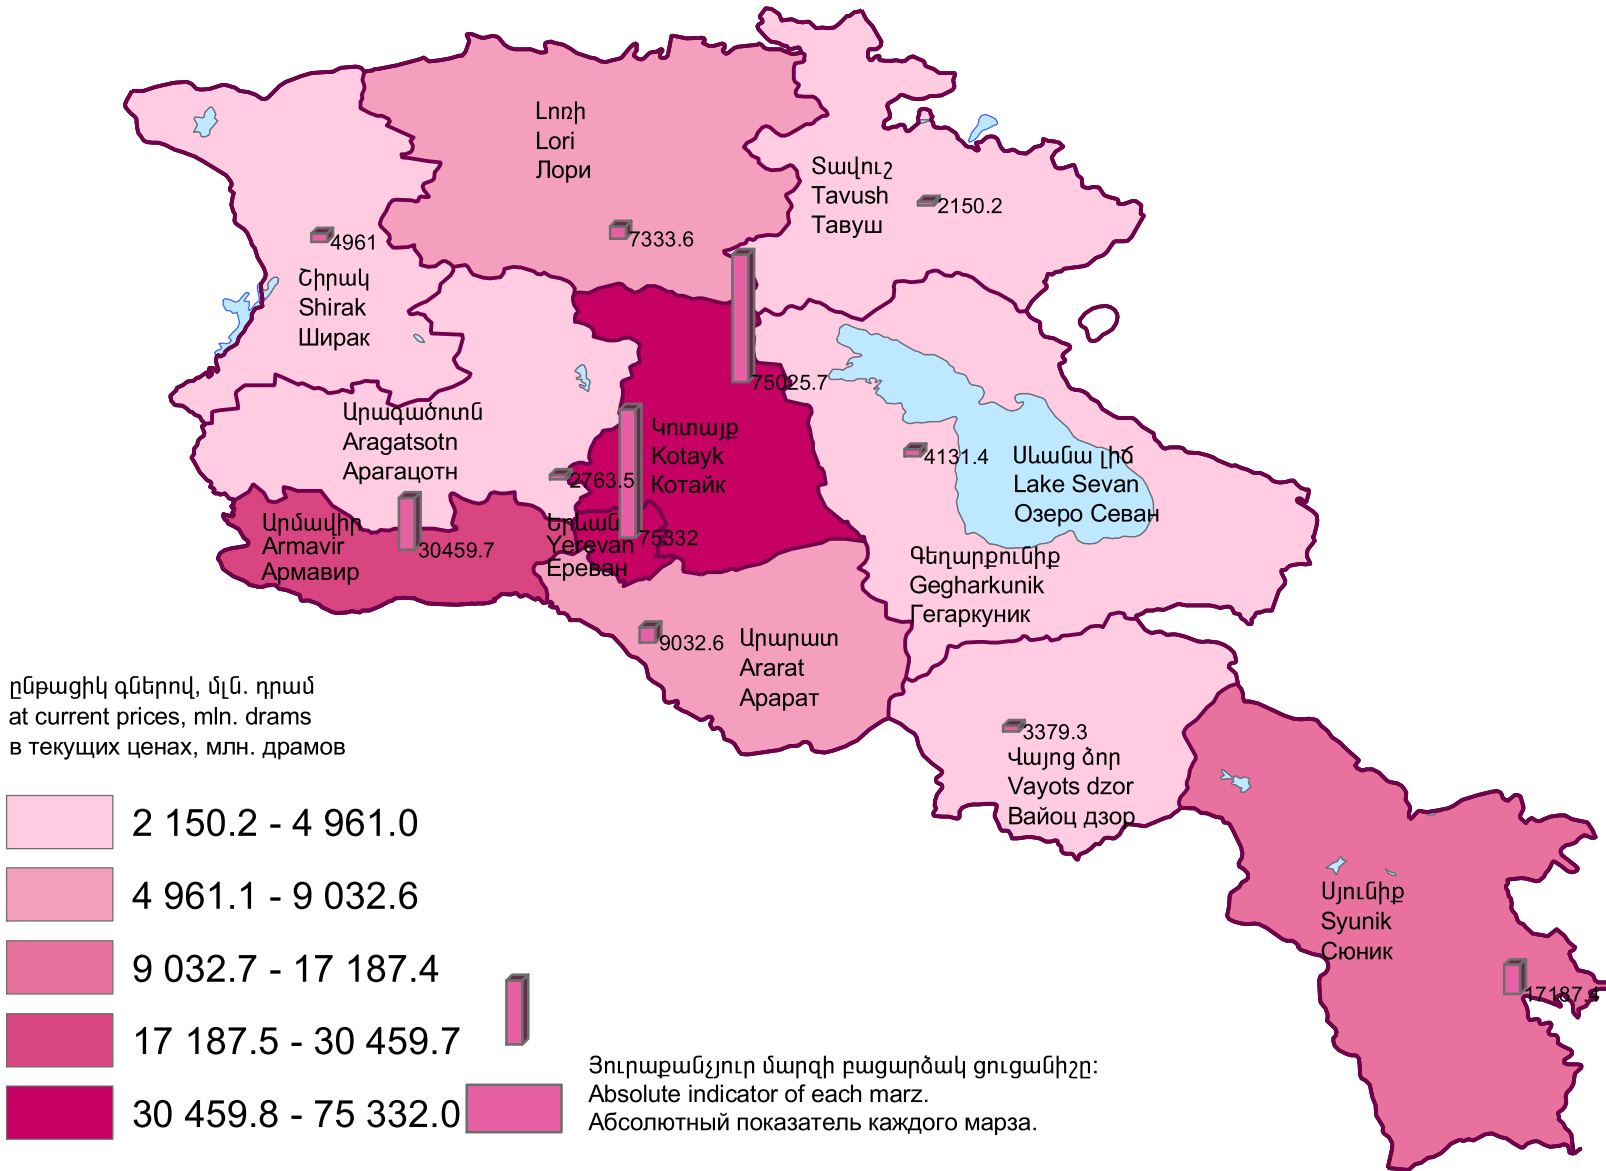 Լոռի
Lori
Лори
7333.6
Տավուշ
Tavush
Тавуш
2150.2
4961
Շիրակ
Shirak
Ширак
75025.7
Արագածոտն
Aragatsotn
Арагацотн
2763.5
Կոտայք
Kotayk
Котайк
4131.4
Սևանա լիճ
Lake Sevan
Озеро Севан
Արմավիր
Armavir
Армавир
30459.7
Երևան
Yerevan
Ереван
75332
Գեղարքունիք
Gegharkunik
Гегаркуник
9032.6
Արարատ
Ararat
Арарат
3379.3
Վայոց ձոր
Vayots dzor
Вайоц дзор
Սյունիք
Syunik
Сюник
17187.4
ընթացիկ գներով, մլն. դրամ
at current prices, mln. drams
в текущих ценах, млн. драмов
2 150.2 - 4 961.0
4 961.1 - 9 032.6
9 032.7 - 17 187.4
17 187.5 - 30 459.7
30 459.8 - 75 332.0
Յուրաքանչյուր մարզի բացարձակ ցուցանիշը:
Absolute indicator of each marz.
Абсолютный показатель каждого марза.